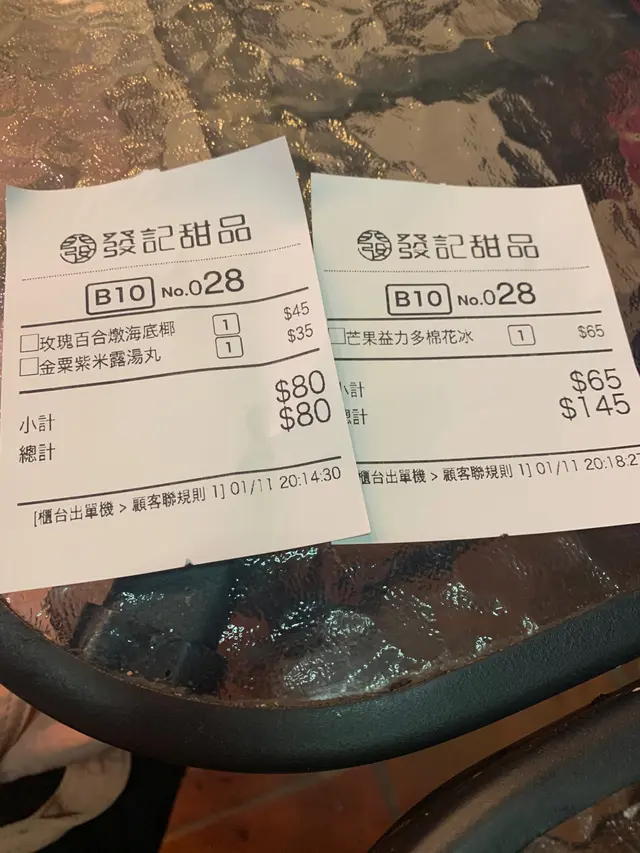 發 發記甜品
B10 No.028
□玫瑰百合燉海底椰 1 $45
□金粟紫米露湯丸 1 $35
小計 $80
總計 $80
[櫃台出單機 > 顧客聯規則 1] 01/11 20:14:30
發 發記甜品
B10 No.028
□芒果益力多棉花冰 1 $65
小計 $65
總計 $145
櫃台出單機 > 顧客聯規則 1] 01/11 20:18:27